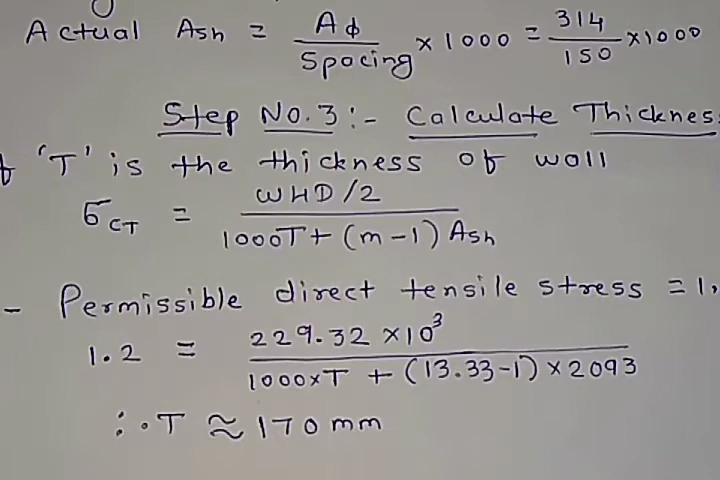 Actual Ash = Aϕ / Spacing × 1000 = 314 / 150 × 1000
Step No. 3 :- Calculate Thickness
'T' is the thickness of wall
σCT = WHD/2 / 1000T + (m-1) Ash
- Permissible direct tensile stress = 1.
1.2 = 229.32 × 10³ / 1000×T + (13.33-1) × 2093
∴ T ≈ 170 mm